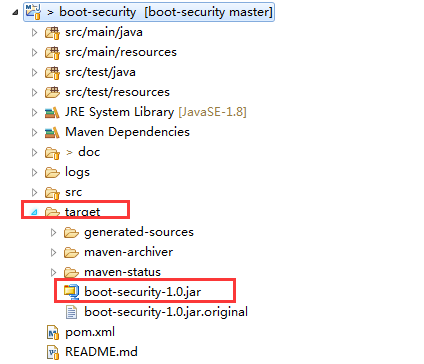 > boot-security [boot-security master]
src/main/java
src/main/resources
src/test/java
src/test/resources
JRE System Library [JavaSE-1.8]
Maven Dependencies
> doc
logs
src
target
generated-sources
maven-archiver
maven-status
boot-security-1.0.jar
boot-security-1.0.jar.original
pom.xml
README.md